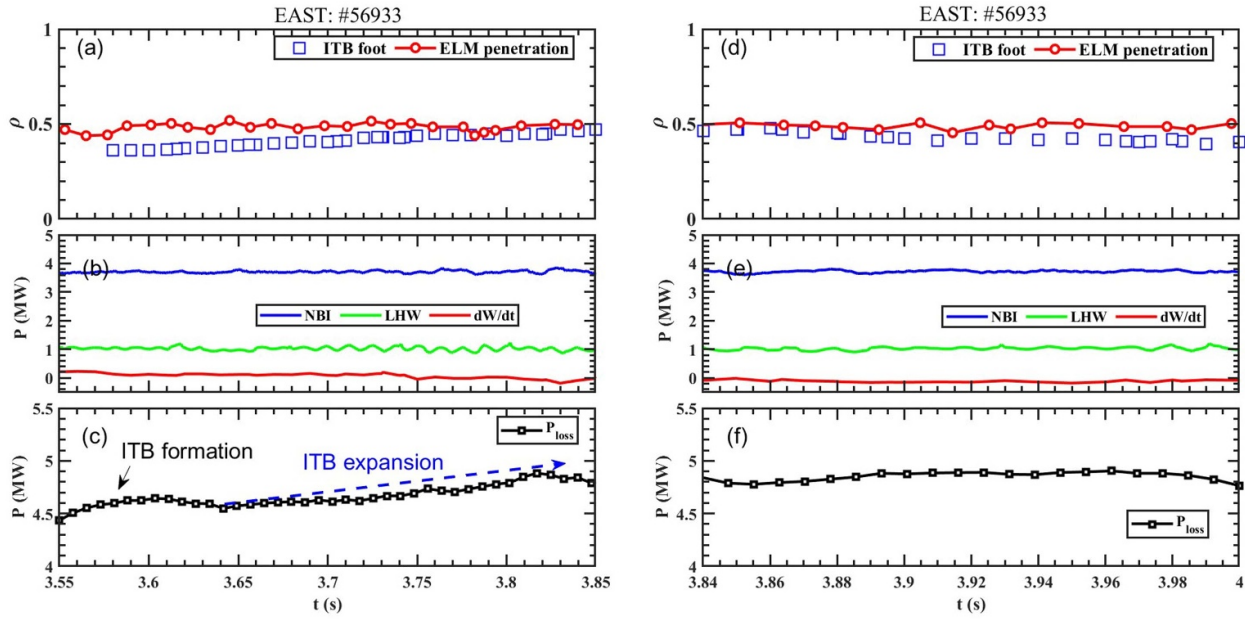 EAST: #56933
(a)
ITB foot
ELM penetration
1
0.5
0
ρ
(b)
NBI
LHW
dW/dt
5
4
3
2
1
0
P (MW)
(c)
ITB formation
ITB expansion
P_loss
5.5
5
4.5
4
P (MW)
3.55
3.6
3.65
3.7
3.75
3.8
3.85
t (s)
EAST: #56933
(d)
ITB foot
ELM penetration
1
0.5
0
ρ
(e)
NBI
LHW
dW/dt
5
4
3
2
1
0
P (MW)
(f)
P_loss
5.5
5
4.5
4
P (MW)
3.84
3.86
3.88
3.9
3.92
3.94
3.96
3.98
4
t (s)